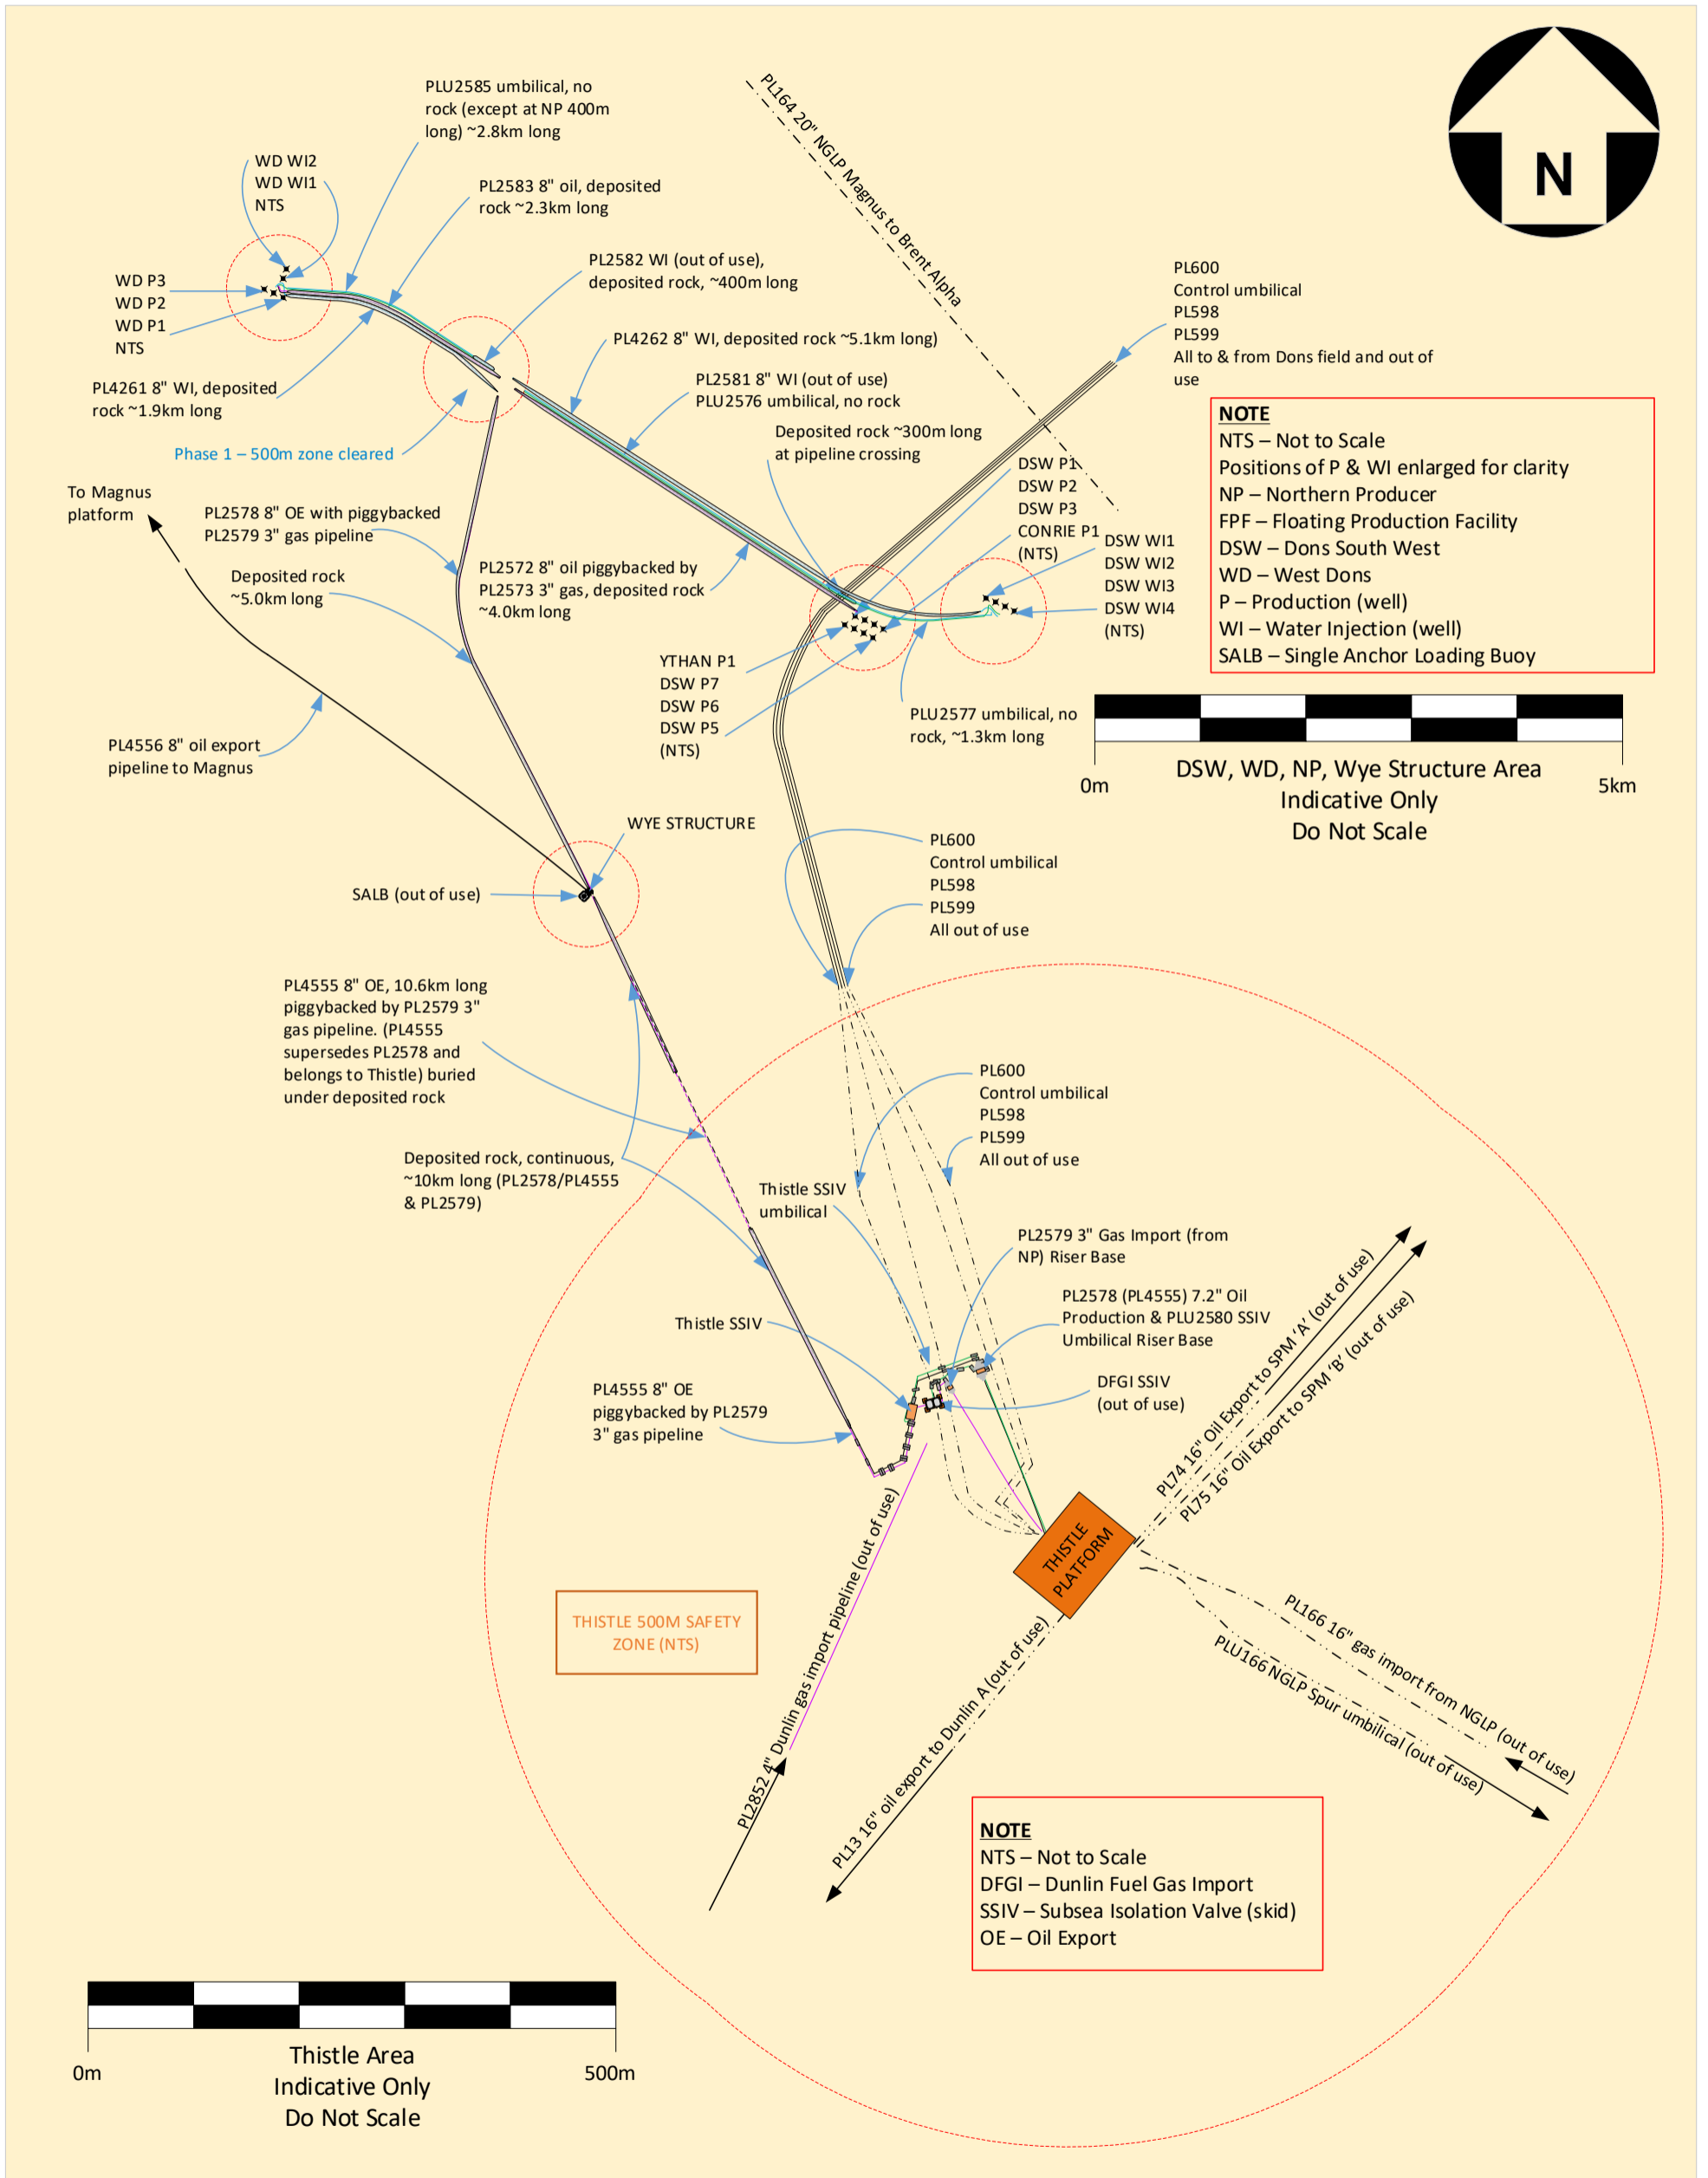 PLU2585 umbilical, no
rock (except at NP 400m
long) ~2.8km long
PL164 20" NGLP Magnus to Brent Alpha
N
WD WI2
WD WI1
NTS
PL2583 8" oil, deposited
rock ~2.3km long
PL2582 WI (out of use),
deposited rock, ~400m long
WD P3
WD P2
WD P1
NTS
PL600
Control umbilical
PL598
PL599
All to & from Dons field and out of
use
PL4262 8" WI, deposited rock ~5.1km long)
PL4261 8" WI, deposited
rock ~1.9km long
PL2581 8" WI (out of use)
PLU2576 umbilical, no rock
Deposited rock ~300m long
at pipeline crossing
Phase 1 – 500m zone cleared
NOTE
NTS – Not to Scale
Positions of P & WI enlarged for clarity
NP – Northern Producer
FPF – Floating Production Facility
DSW – Dons South West
WD – West Dons
P – Production (well)
WI – Water Injection (well)
SALB – Single Anchor Loading Buoy
DSW P1
DSW P2
DSW P3
CONRIE P1
(NTS)
To Magnus
platform
PL2578 8" OE with piggybacked
PL2579 3" gas pipeline
DSW WI1
DSW WI2
DSW WI3
DSW WI4
(NTS)
Deposited rock
~5.0km long
PL2572 8" oil piggybacked by
PL2573 3" gas, deposited rock
~4.0km long
YTHAN P1
DSW P7
DSW P6
DSW P5
(NTS)
PLU2577 umbilical, no
rock, ~1.3km long
PL4556 8" oil export
pipeline to Magnus
0m
5km
DSW, WD, NP, Wye Structure Area
Indicative Only
Do Not Scale
WYE STRUCTURE
PL600
Control umbilical
PL598
PL599
All out of use
SALB (out of use)
PL4555 8" OE, 10.6km long
piggybacked by PL2579 3"
gas pipeline. (PL4555
supersedes PL2578 and
belongs to Thistle) buried
under deposited rock
PL600
Control umbilical
PL598
PL599
All out of use
Deposited rock, continuous,
~10km long (PL2578/PL4555
& PL2579)
Thistle SSIV
umbilical
PL2579 3" Gas Import (from
NP) Riser Base
PL2578 (PL4555) 7.2" Oil
Production & PLU2580 SSIV
Umbilical Riser Base
Thistle SSIV
DFGI SSIV
(out of use)
PL4555 8" OE
piggybacked by PL2579
3" gas pipeline
PL74 16" Oil Export to SPM ‘A’ (out of use)
PL75 16" Oil Export to SPM ‘B’ (out of use)
THISTLE
PLATFORM
THISTLE 500M SAFETY
ZONE (NTS)
PL2852 4" Dunlin gas import pipeline (out of use)
PL13 16" oil export to Dunlin A (out of use)
PL166 16" gas import from NGLP (out of use)
PLU166 NGLP Spur umbilical (out of use)
NOTE
NTS – Not to Scale
DFGI – Dunlin Fuel Gas Import
SSIV – Subsea Isolation Valve (skid)
OE – Oil Export
0m
500m
Thistle Area
Indicative Only
Do Not Scale